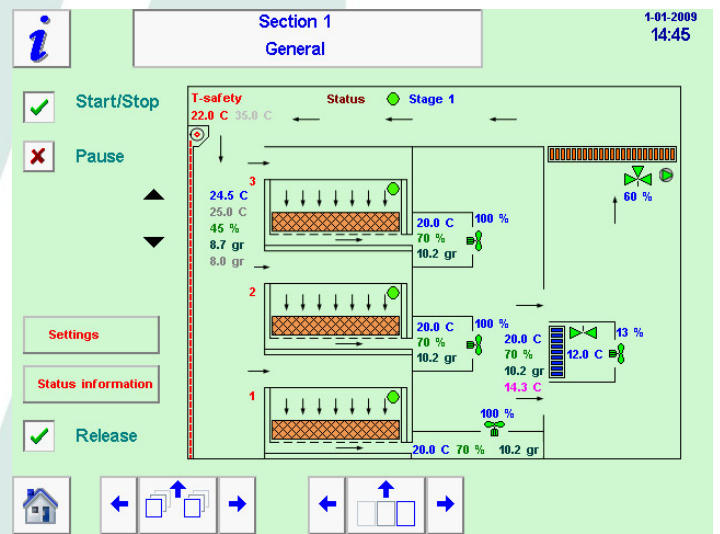 i
Section 1
General
1-01-2009
14:45
Start/Stop
Pause
Settings
Status information
Release
T-safety
22.0 C 35.0 C
Status
Stage 1
24.5 C
25.0 C
45 %
8.7 gr
8.0 gr
3
20.0 C
70 %
10.2 gr
100 %
60 %
2
20.0 C
70 %
10.2 gr
100 %
20.0 C
70 %
10.2 gr
14.3 C
12.0 C
13 %
1
100 %
20.0 C 70 % 10.2 gr